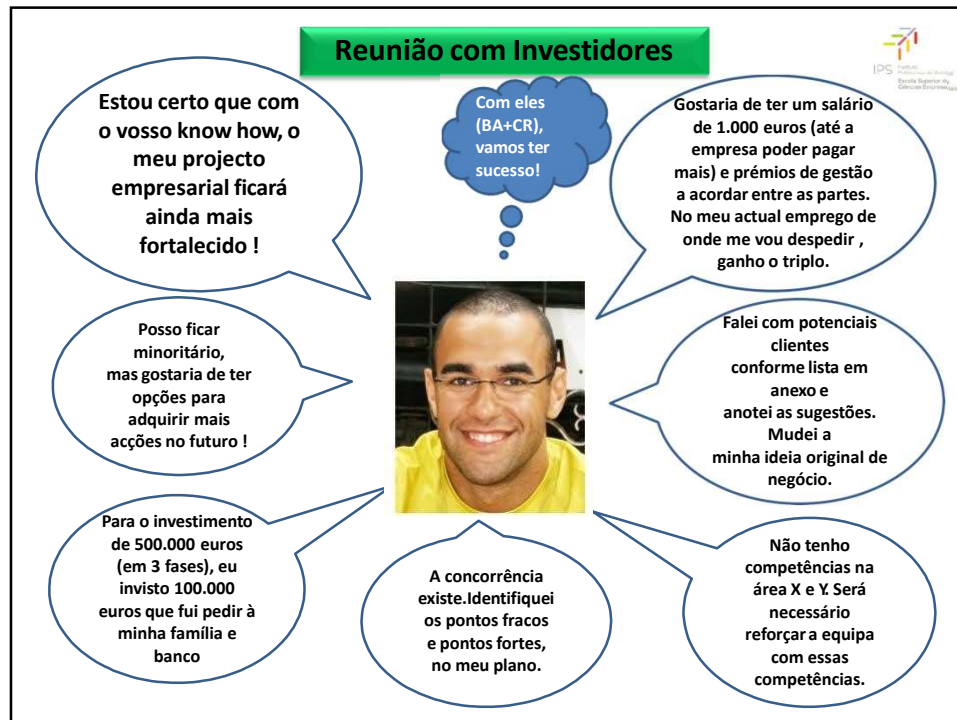 Reunião com Investidores
IPS
Estou certo que com
o vosso know how, o
meu projecto
empresarial ficará
ainda mais
fortalecido !
Com eles
(BA+CR),
vamos ter
sucesso!
Gostaria de ter um salário
de 1.000 euros (até a
empresa poder pagar
mais) e prémios de gestão
a acordar entre as partes.
No meu actual emprego de
onde me vou despedir ,
ganho o triplo.
Posso ficar
minoritário,
mas gostaria de ter
opções para
adquirir mais
acções no futuro !
Falei com potenciais
clientes
conforme lista em
anexo e
anotei as sugestões.
Mudei a
minha ideia original de
negócio.
Para o investimento
de 500.000 euros
(em 3 fases), eu
invisto 100.000
euros que fui pedir à
minha família e
banco
A concorrência
existe.Identifiquei
os pontos fracos
e pontos fortes,
no meu plano.
Não tenho
competências na
área X e Y. Será
necessário
reforçar a equipa
com essas
competências.